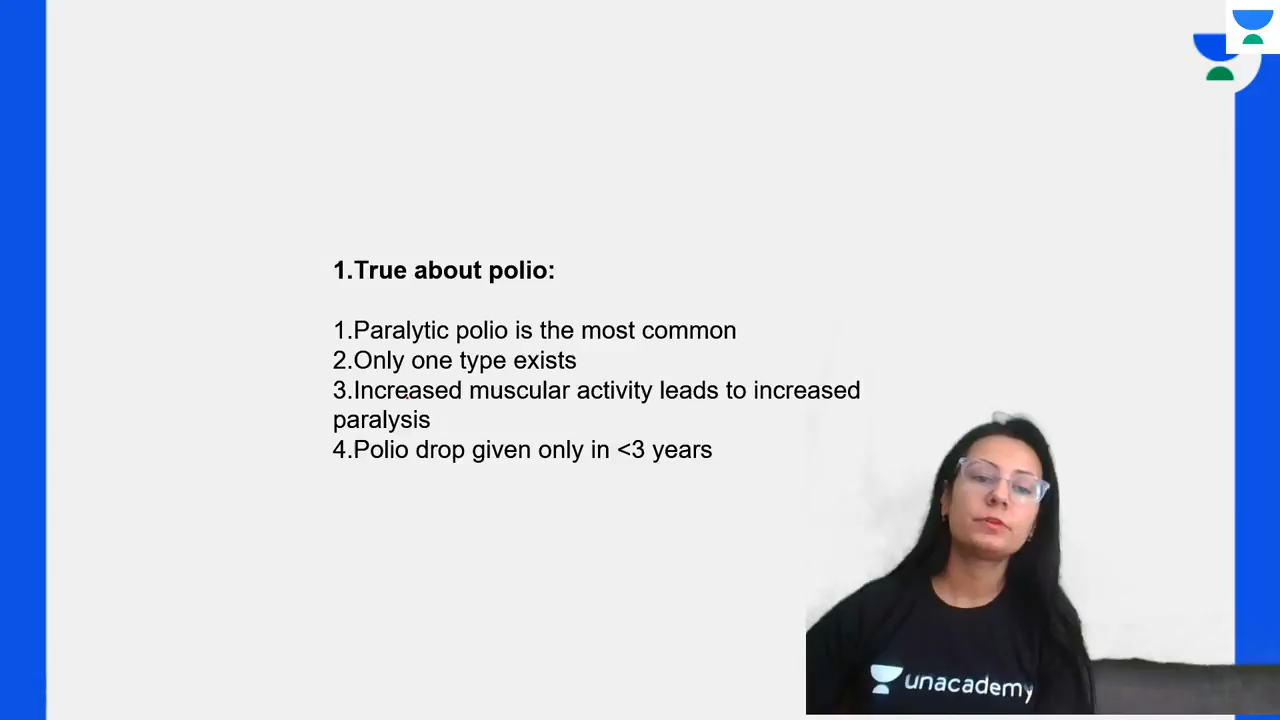 1.True about polio:
1.Paralytic polio is the most common
2.Only one type exists
3.Increased muscular activity leads to increased
paralysis
4.Polio drop given only in <3 years
unacademy